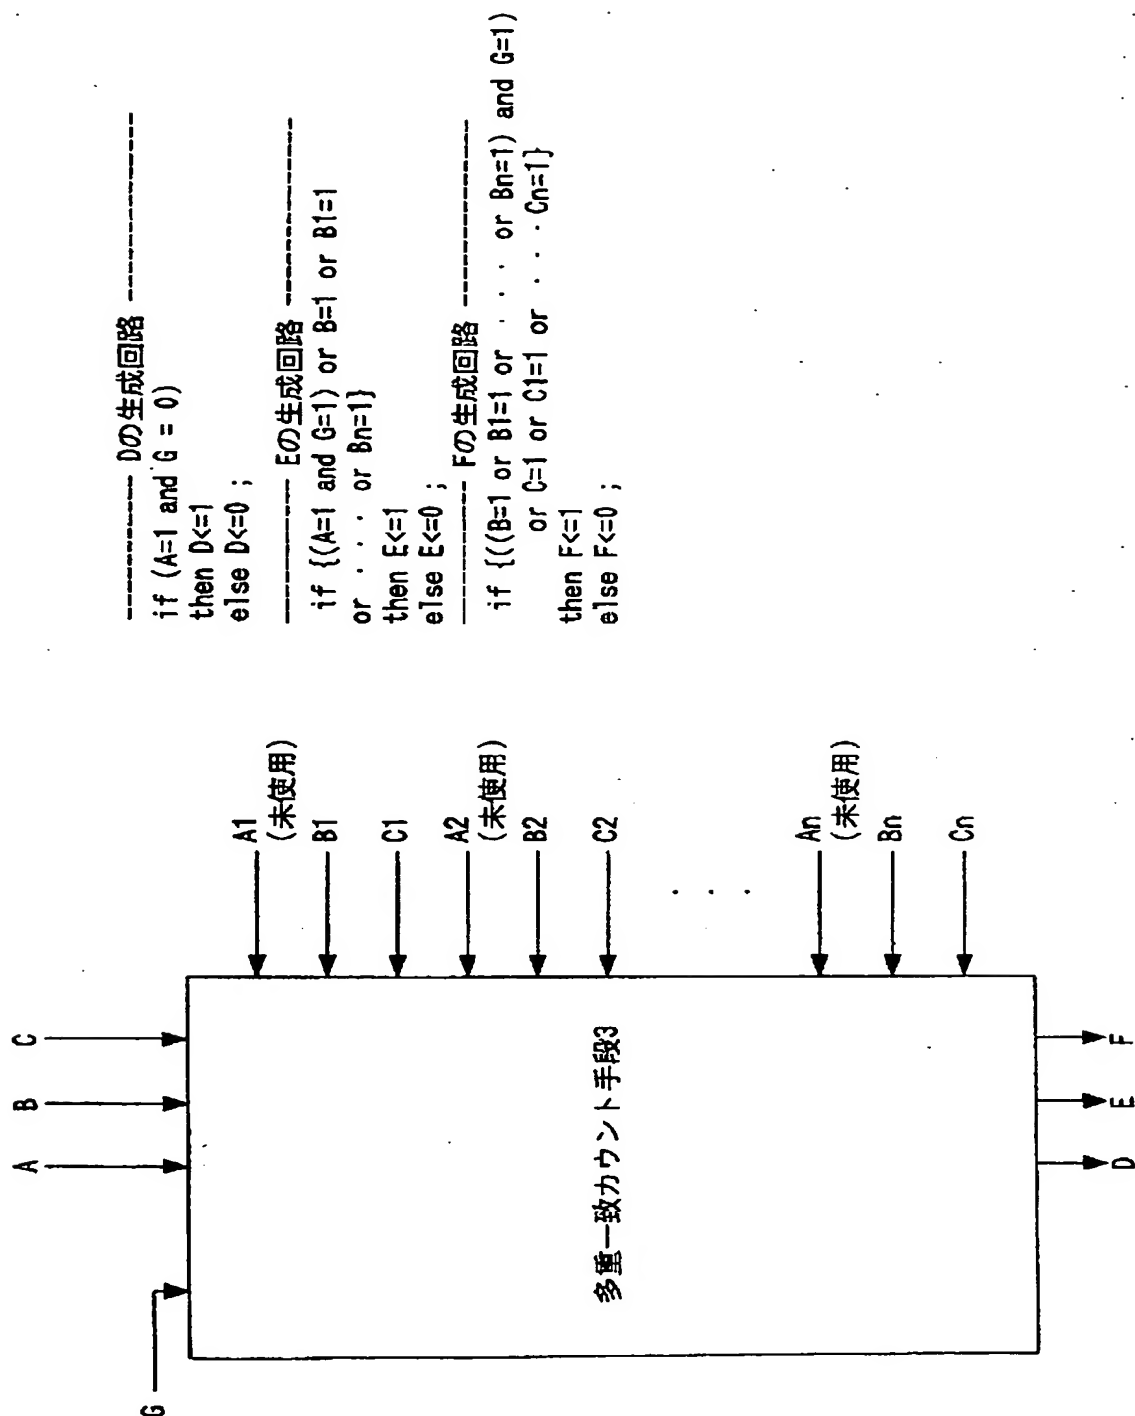 ------------ Dの生成回路 ----------------
if (A=1 and G = 0)
then D<=1
else D<=0 ;
------------ Eの生成回路 --------------
if {(A=1 and G=1) or B=1 or B1=1
or · · · · or Bn=1}
then E<=1
else E<=0 ;
------------ Fの生成回路 --------------
if {((B=1 or B1=1 or · · · · or Bn=1) and G=1)
or C=1 or C1=1 or · · · · Cn=1}
then F<=1
else F<=0 ;
A1
(未使用)
B1
C1
A2
(未使用)
B2
C2
· · ·
An
(未使用)
Bn
Cn
C
B
A
G
多重一致カウント手段3
F
E
D